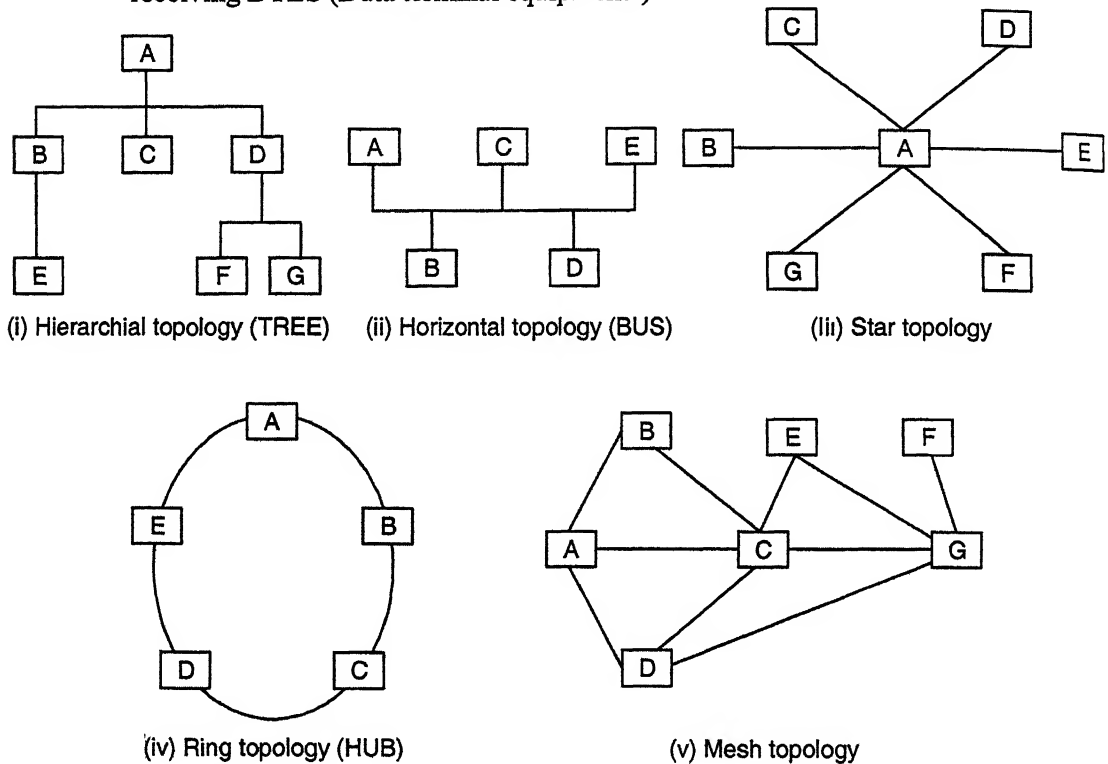 A
B C D
E F G
(i) Hierarchial topology (TREE)
A C E
B D
(ii) Horizontal topology (BUS)
C D
B A E
G F
(iii) Star topology
A
E B
D C
(iv) Ring topology (HUB)
B E F
A C G
D
(v) Mesh topology